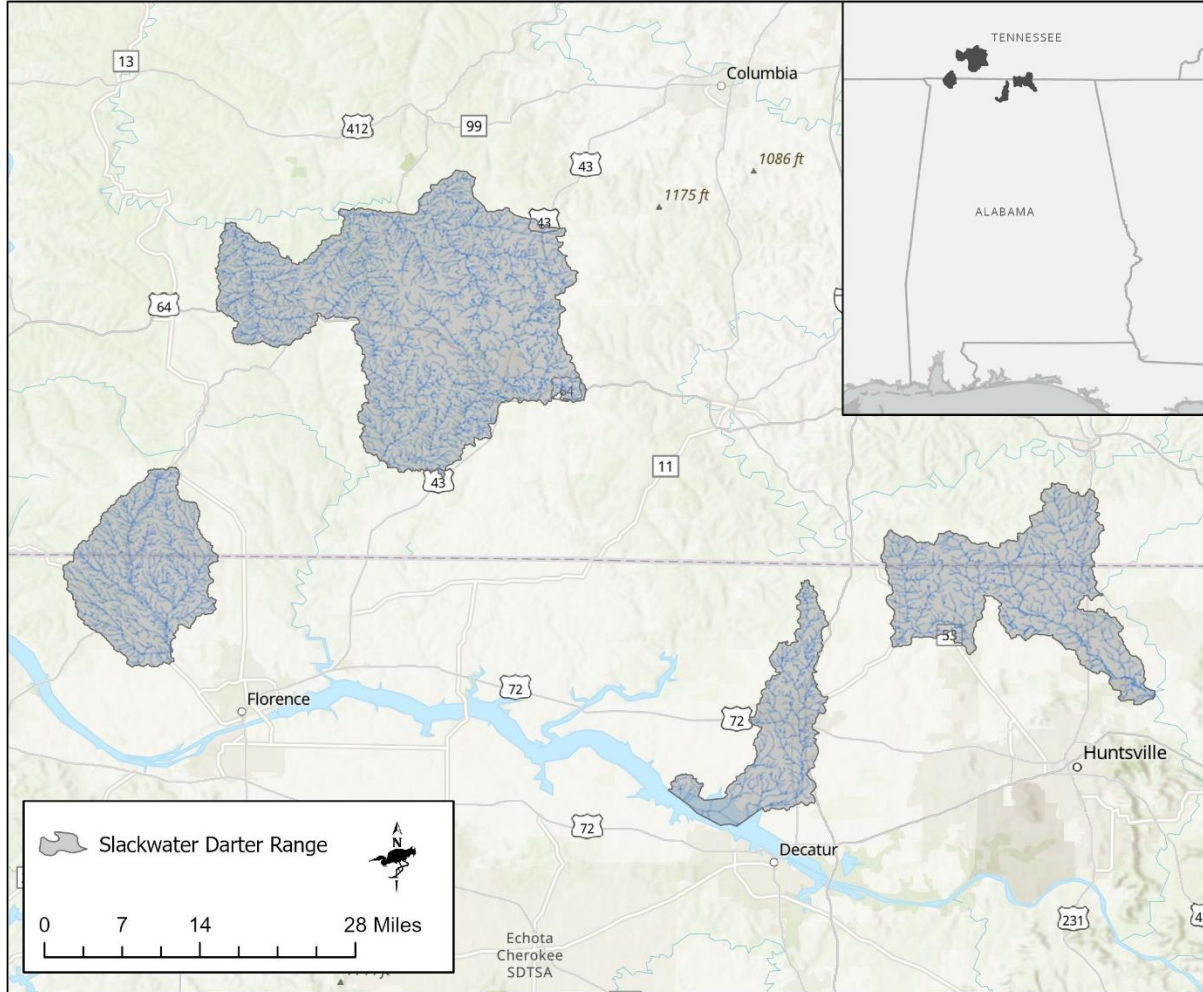 13
Columbia
412
99
43
1086 ft
1175 ft
43
64
64
43
11
53
Florence
72
72
Huntsville
72
Decatur
231
Echota
Cherokee
SDTSA
TENNESSEE
ALABAMA
Slackwater Darter Range
N
0 7 14 28 Miles